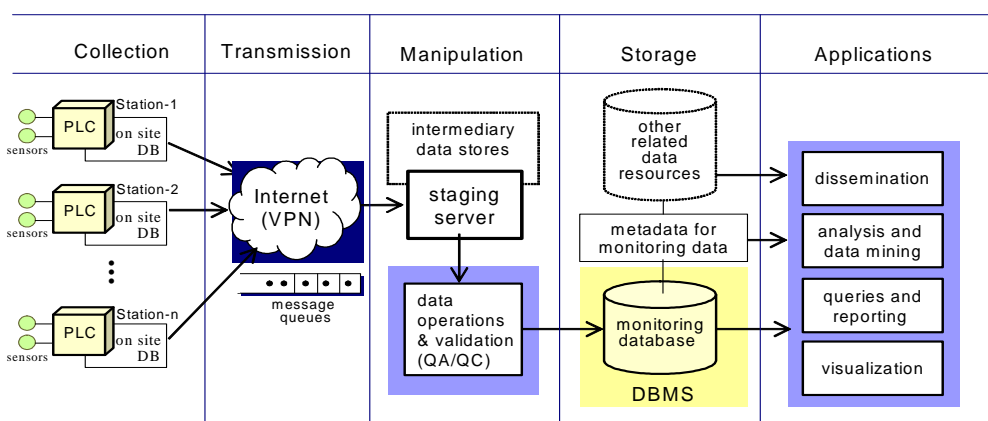 Collection
Transmission
Manipulation
Storage
Applications
Station-1
PLC
on site
DB
sensors
Station-2
PLC
on site
DB
Station-n
PLC
on site
DB
sensors
Internet
(VPN)
message
queues
intermediary
data stores
staging
server
data
operations
& validation
(QA/QC)
other
related
data
resources
metadata for
monitoring data
monitoring
database
DBMS
dissemination
analysis and
data mining
queries and
reporting
visualization